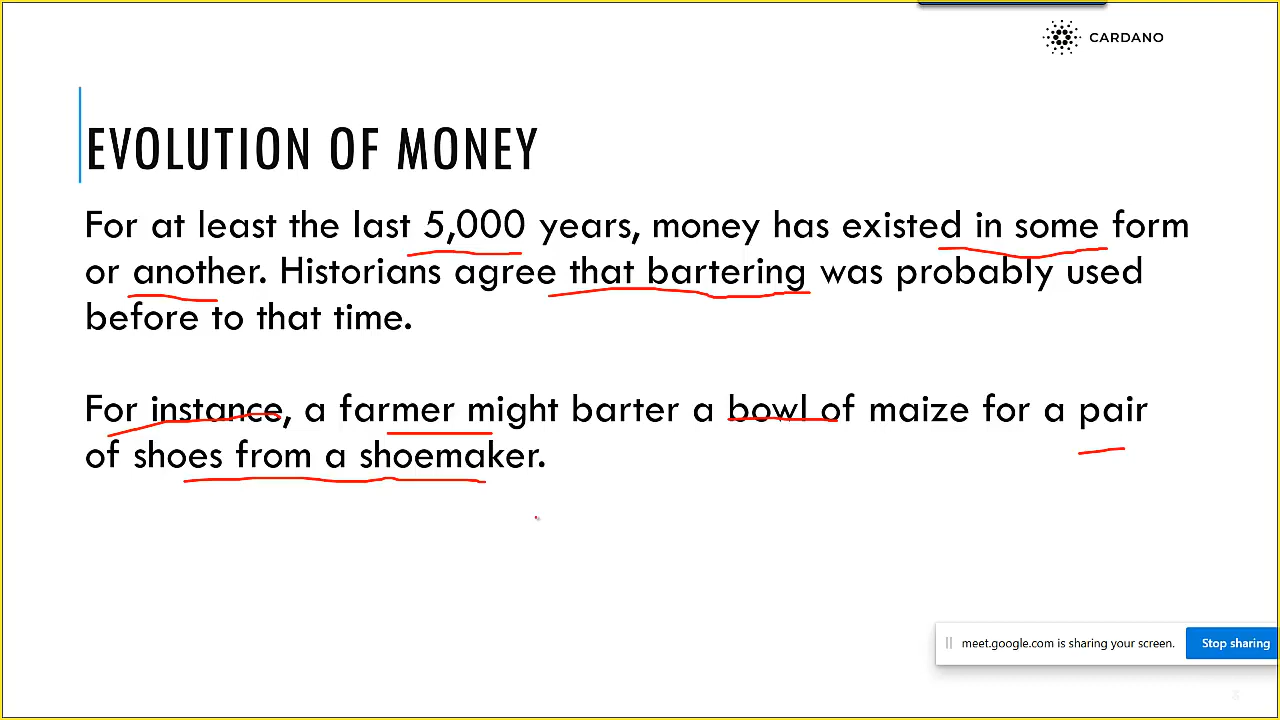 CARDANO
EVOLUTION OF MONEY
For at least the last 5,000 years, money has existed in some form
or another. Historians agree that bartering was probably used
before to that time.
For instance, a farmer might barter a bowl of maize for a pair
of shoes from a shoemaker.
meet.google.com is sharing your screen. Stop sharing